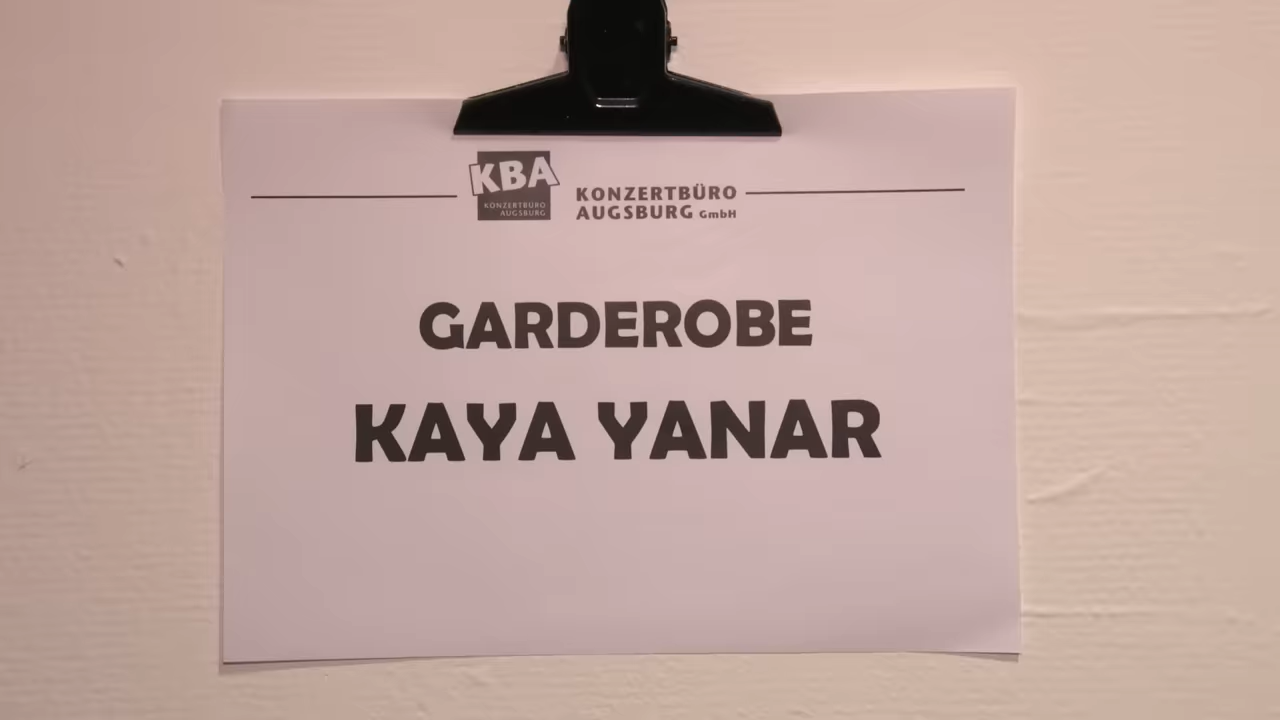 KBA
KONZERTBÜRO
AUGSBURG
KONZERTBÜRO
AUGSBURG GmbH
GARDEROBE
KAYA YANAR